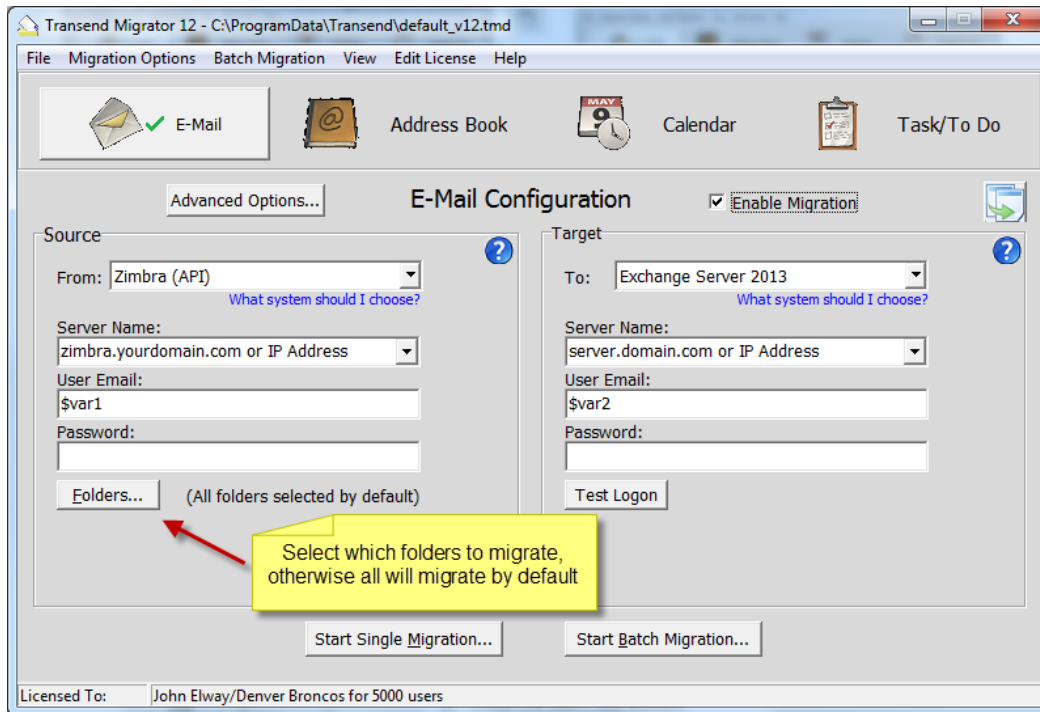 Transend Migrator 12 - C:\ProgramData\Transend\default_v12.tmd
File Migration Options Batch Migration View Edit License Help
E-Mail
Address Book
MAY
9
Calendar
Task/To Do
Advanced Options...
E-Mail Configuration
Enable Migration
Source
From: Zimbra (API)
What system should I choose?
Server Name:
zimbra.yourdomain.com or IP Address
User Email:
$var1
Password:
Folders...
(All folders selected by default)
Target
To: Exchange Server 2013
What system should I choose?
Server Name:
server.domain.com or IP Address
User Email:
$var2
Password:
Test Logon
Select which folders to migrate,
otherwise all will migrate by default
Start Single Migration...
Start Batch Migration...
Licensed To: John Elway/Denver Broncos for 5000 users